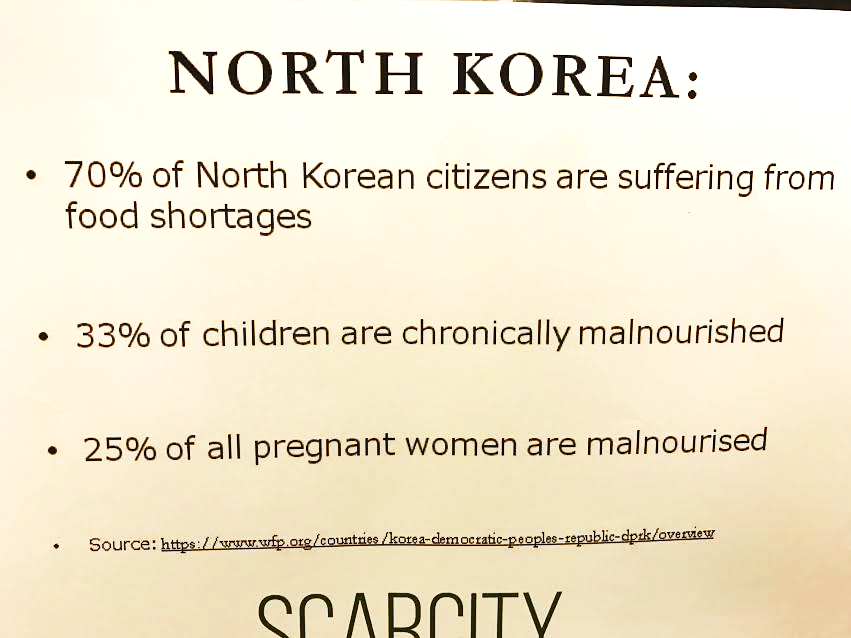 NORTH KOREA:
• 70% of North Korean citizens are suffering from
food shortages
• 33% of children are chronically malnourished
• 25% of all pregnant women are malnourised
• Source: https://www.wfp.org/countries/korea-democratic-peoples-republic-dprk/overview
SCARCITY